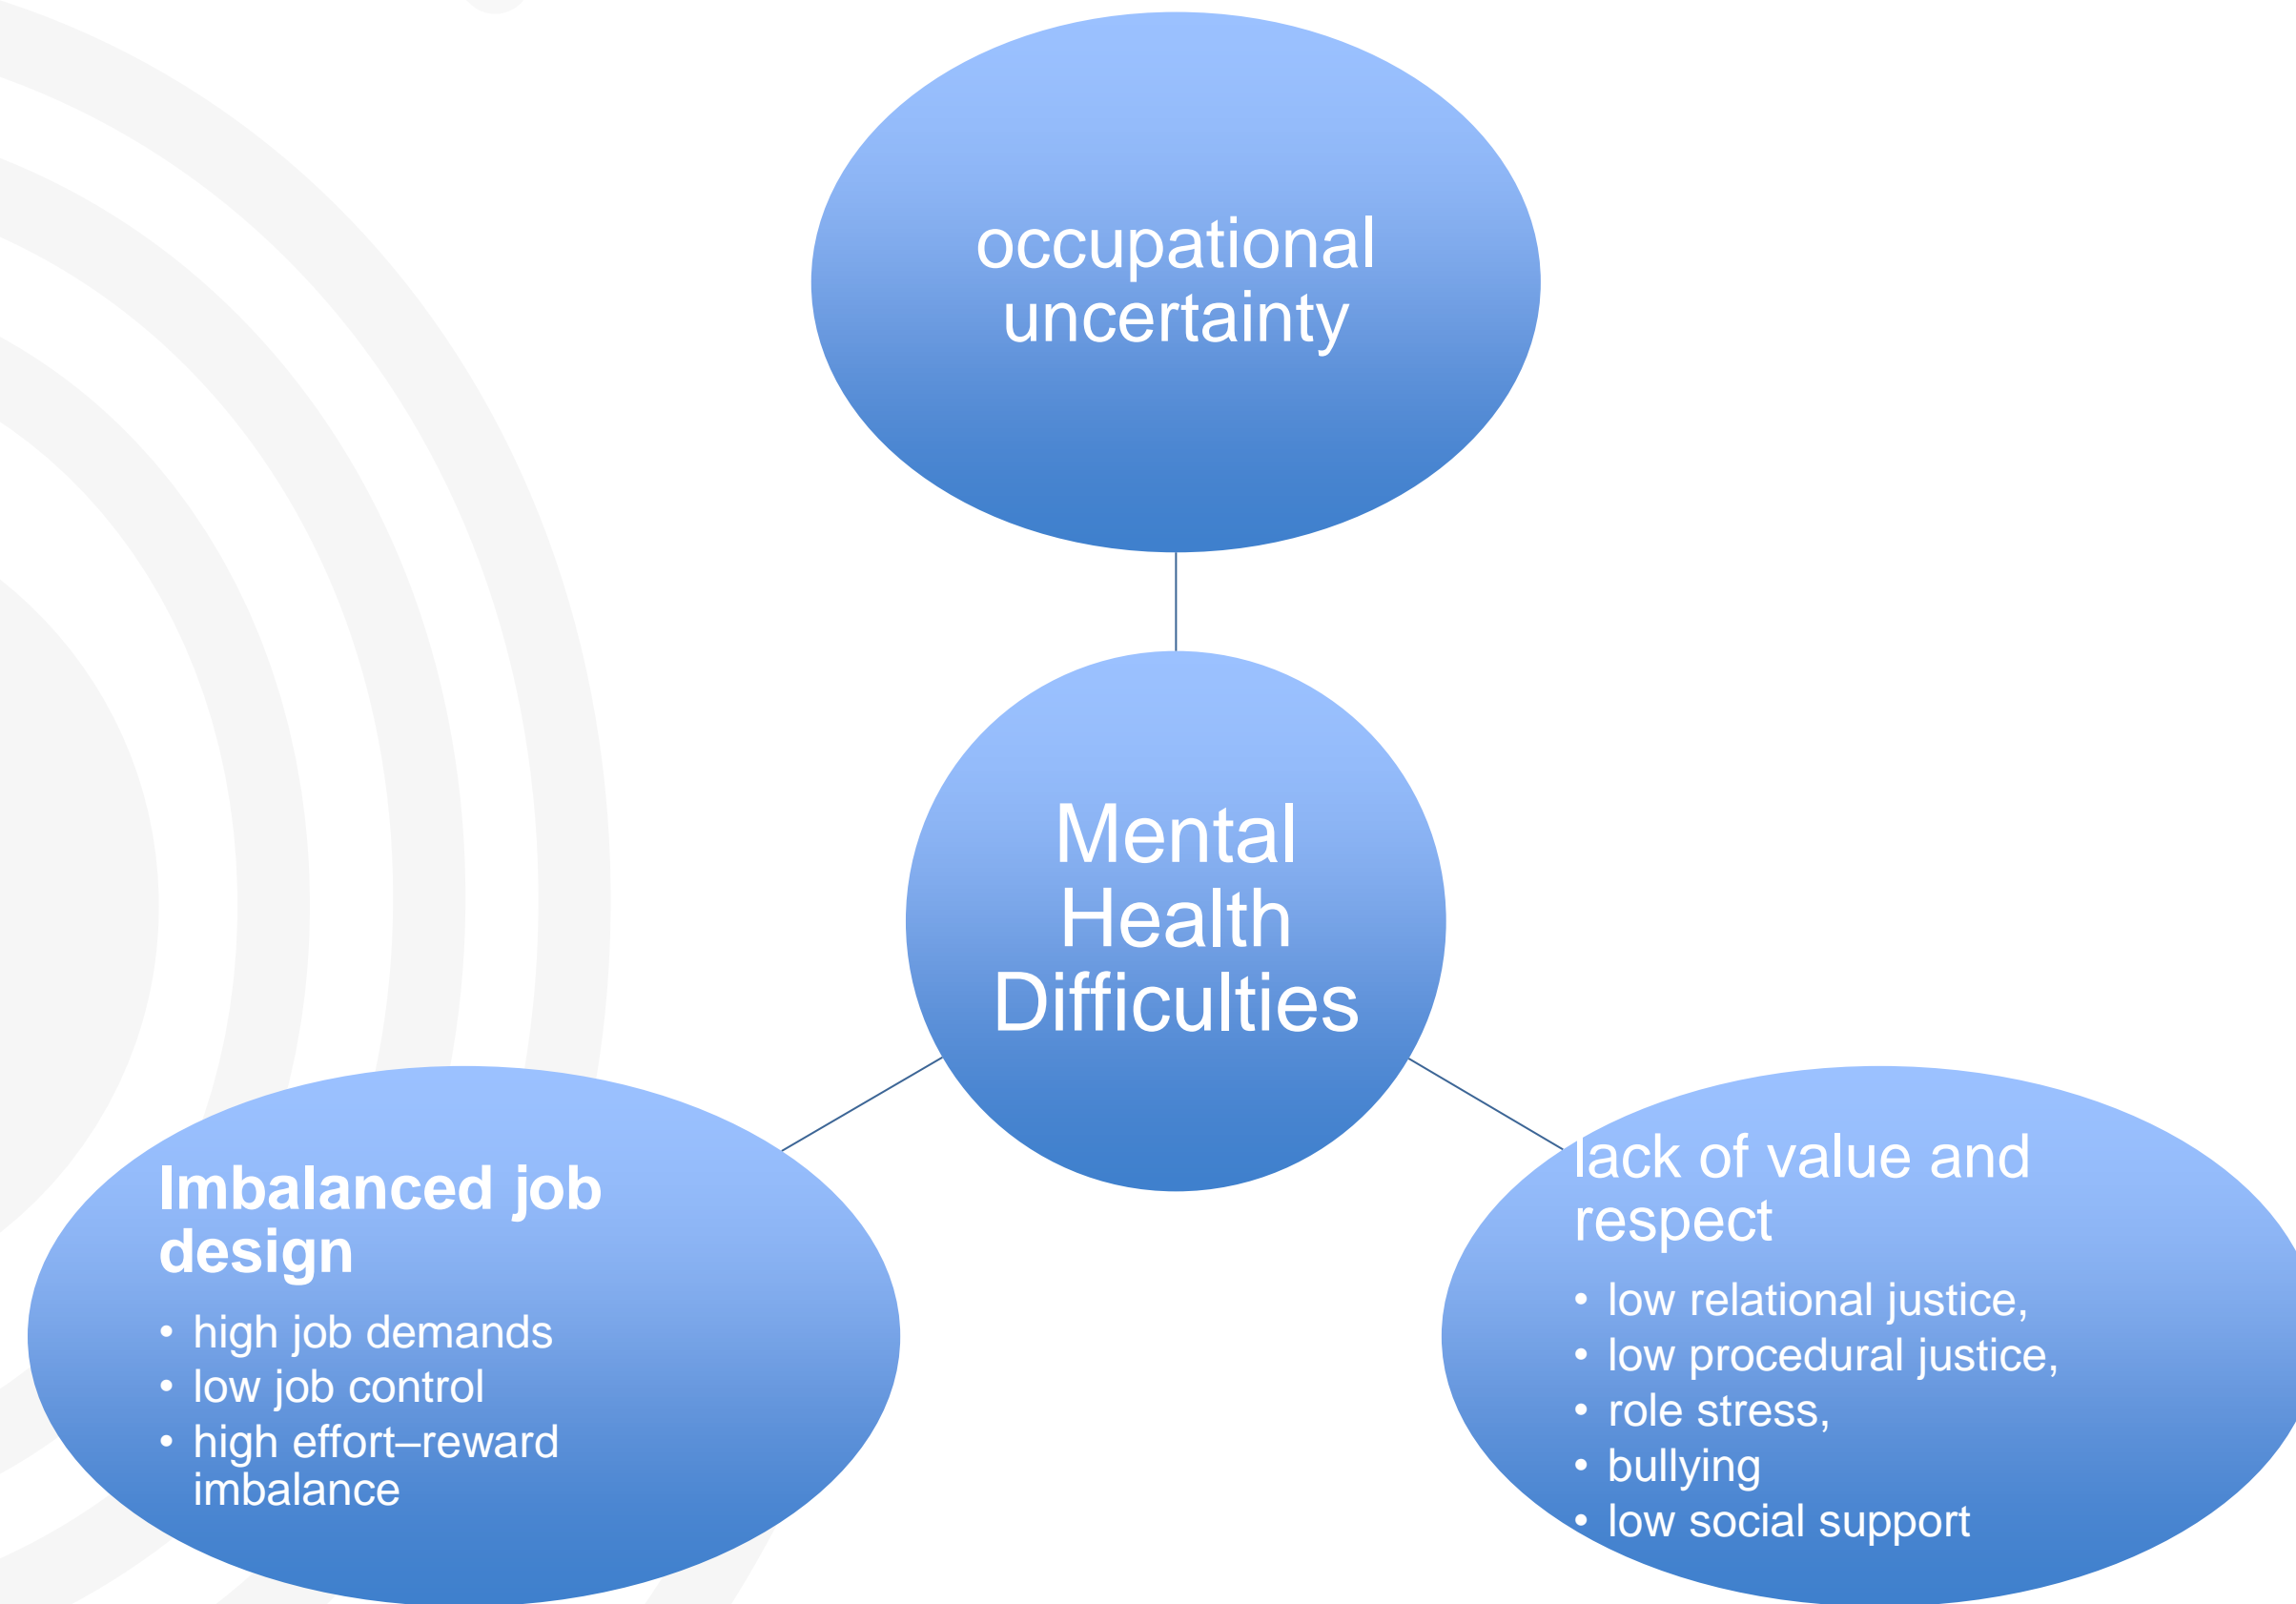 occupational
uncertainty
Mental
Health
Difficulties
Imbalanced job
design
• high job demands
• low job control
• high effort–reward
imbalance
lack of value and
respect
• low relational justice,
• low procedural justice,
• role stress,
• bullying
• low social support